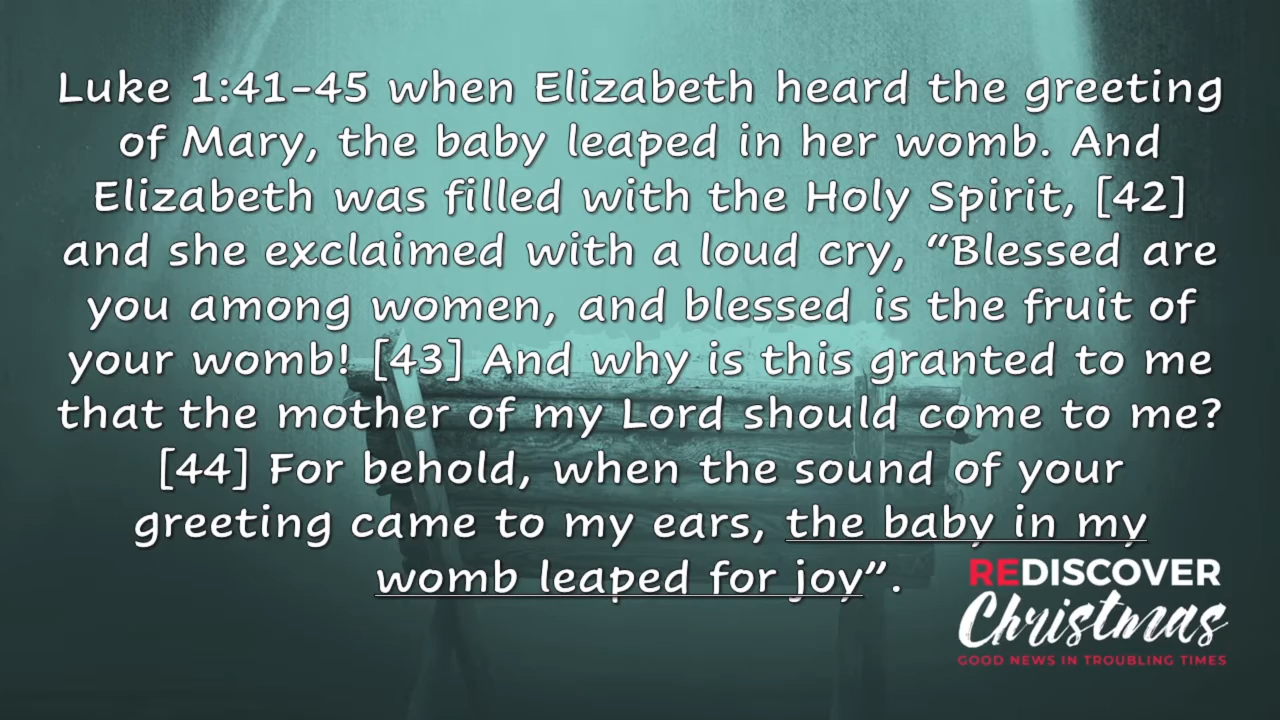 Luke 1:41-45 when Elizabeth heard the greeting
of Mary, the baby leaped in her womb. And
Elizabeth was filled with the Holy Spirit, [42]
and she exclaimed with a loud cry, “Blessed are
you among women, and blessed is the fruit of
your womb! [43] And why is this granted to me
that the mother of my Lord should come to me?
[44] For behold, when the sound of your
greeting came to my ears, the baby in my
womb leaped for joy”.
REDISCOVER
Christmas
GOOD NEWS IN TROUBLING TIMES